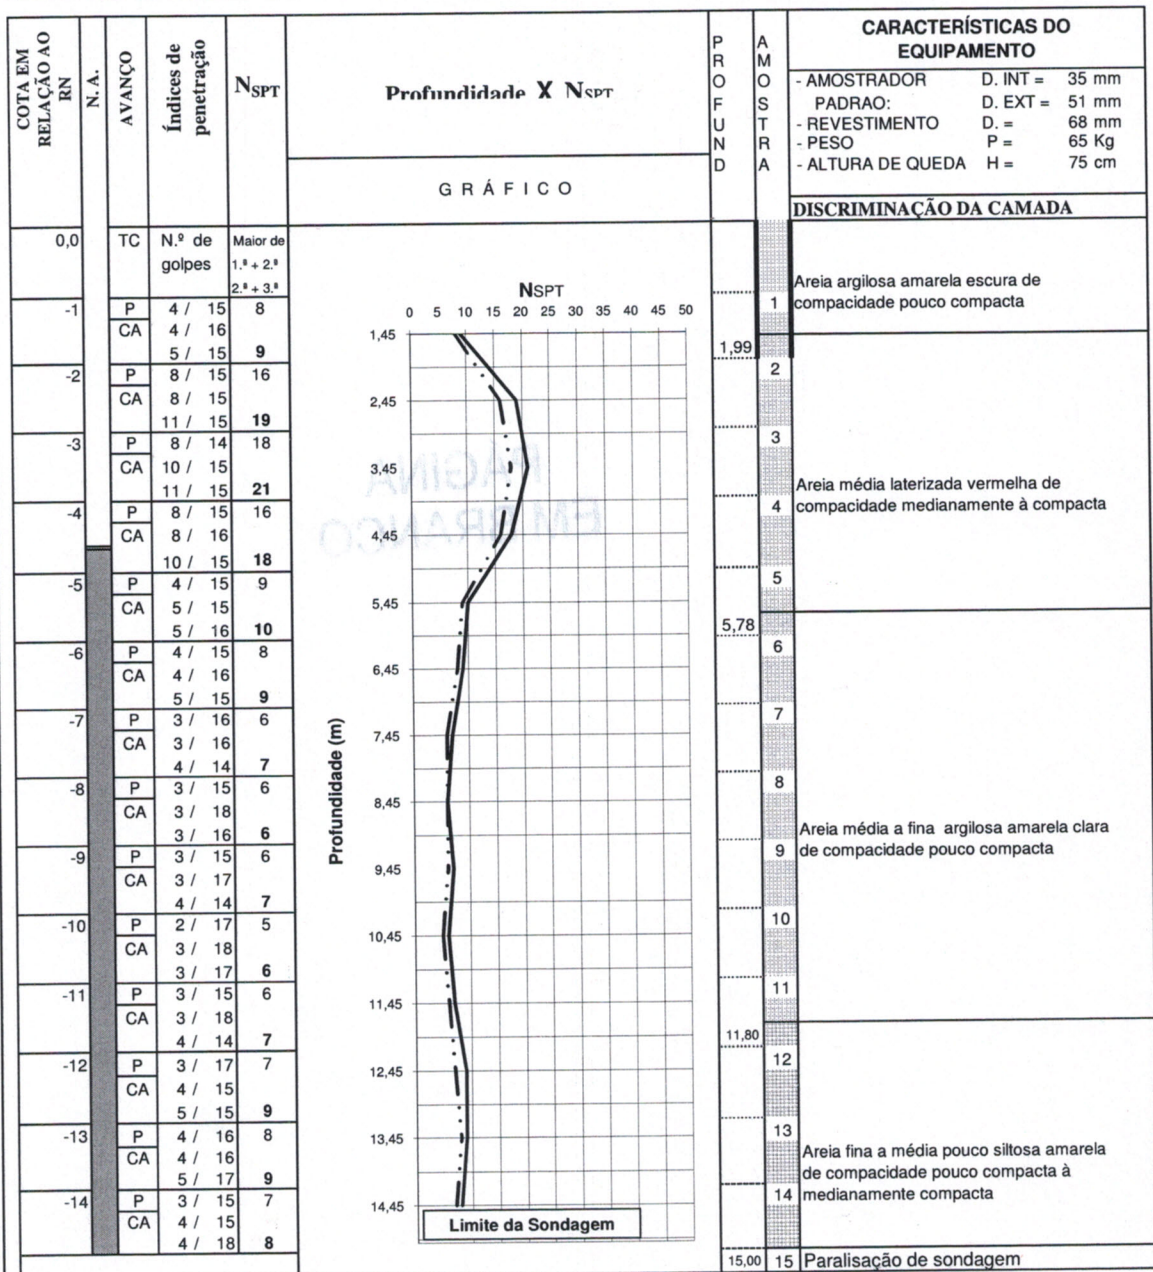 COTA EM RELAÇÃO AO RN
N. A.
AVANÇO
Índices de penetração
NSPT
Profundidade X NSPT
GRÁFICO
PROFUND
AMOSTRA
CARACTERÍSTICAS DO
EQUIPAMENTO
- AMOSTRADOR D. INT = 35 mm
PADRAO: D. EXT = 51 mm
- REVESTIMENTO D. = 68 mm
- PESO P = 65 Kg
- ALTURA DE QUEDA H = 75 cm
DISCRIMINAÇÃO DA CAMADA
0,0 TC N.º de Maior de
golpes 1.ª + 2.ª
2.ª + 3.ª
-1 P 4 / 15 8
CA 4 / 16
5 / 15 9
-2 P 8 / 15 16
CA 8 / 15
11 / 15 19
-3 P 8 / 14 18
CA 10 / 15
11 / 15 21
-4 P 8 / 15 16
CA 8 / 16
10 / 15 18
-5 P 4 / 15 9
CA 5 / 15
5 / 16 10
-6 P 4 / 15 8
CA 4 / 16
5 / 15 9
-7 P 3 / 16 6
CA 3 / 16
4 / 14 7
-8 P 3 / 15 6
CA 3 / 18
3 / 16 6
-9 P 3 / 15 6
CA 3 / 17
4 / 14 7
-10 P 2 / 17 5
CA 3 / 18
3 / 17 6
-11 P 3 / 15 6
CA 3 / 18
4 / 14 7
-12 P 3 / 17 7
CA 4 / 15
5 / 15 9
-13 P 4 / 16 8
CA 4 / 16
5 / 17 9
-14 P 3 / 15 7
CA 4 / 15
4 / 18 8
NSPT
0 5 10 15 20 25 30 35 40 45 50
Profundidade (m)
1,45
2,45
3,45
4,45
5,45
6,45
7,45
8,45
9,45
10,45
11,45
12,45
13,45
14,45
PÁGINA
EM BRANCO
Limite da Sondagem
1,99
5,78
11,80
15,00
1
2
3
4
5
6
7
8
9
10
11
12
13
14
15
Areia argilosa amarela escura de
compacidade pouco compacta
Areia média laterizada vermelha de
compacidade medianamente à compacta
Areia média a fina argilosa amarela clara
de compacidade pouco compacta
Areia fina a média pouco siltosa amarela
de compacidade pouco compacta à
medianamente compacta
Paralisação de sondagem